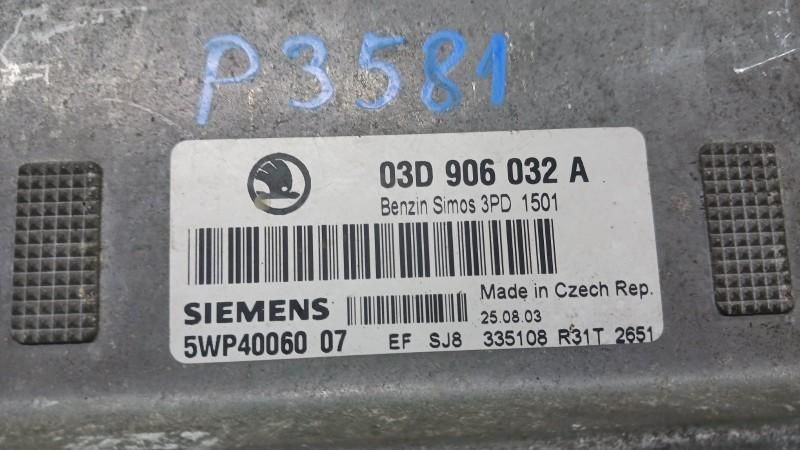 P3581
03D 906 032 A
Benzin Simos 3PD 1501
SIEMENS
Made in Czech Rep.
25.08.03
5WP40060 07
EF SJ8 335108 R31T 2651